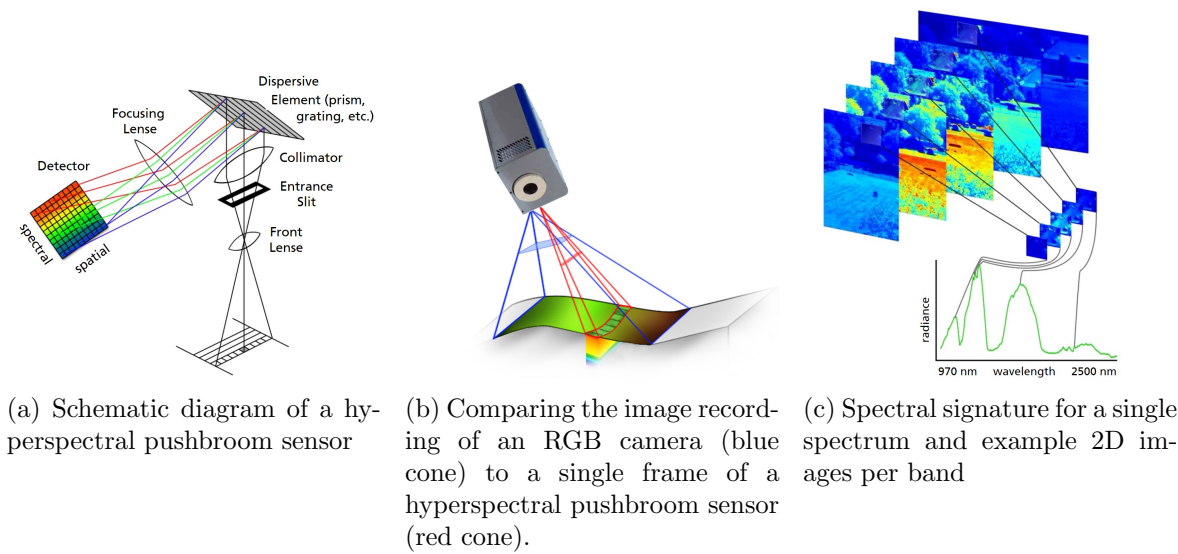 Dispersive
Element (prism,
grating, etc.)
Focusing
Lense
Collimator
Detector
Entrance
Slit
Front
Lense
spectral
spatial
radiance
970 nm
wavelength
2500 nm
(a) Schematic diagram of a hy-
perspectral pushbroom sensor
(b) Comparing the image record-
ing of an RGB camera (blue
cone) to a single frame of a
hyperspectral pushbroom sensor
(red cone).
(c) Spectral signature for a single
spectrum and example 2D im-
ages per band